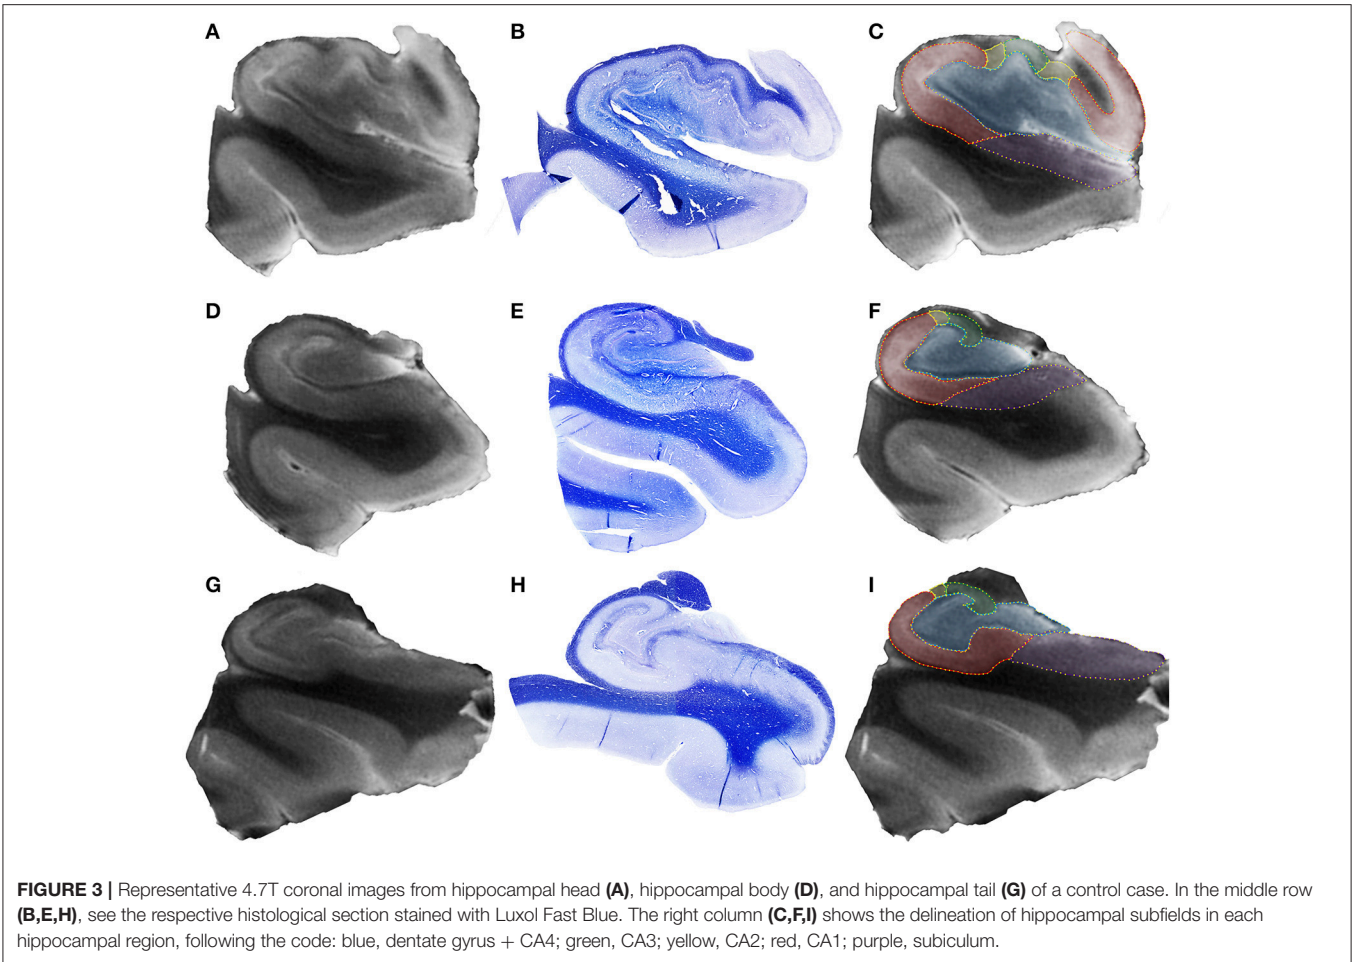 A
B
C
D
E
F
G
H
I
FIGURE 3 | Representative 4.7T coronal images from hippocampal head (A), hippocampal body (D), and hippocampal tail (G) of a control case. In the middle row
(B,E,H), see the respective histological section stained with Luxol Fast Blue. The right column (C,F,I) shows the delineation of hippocampal subfields in each
hippocampal region, following the code: blue, dentate gyrus + CA4; green, CA3; yellow, CA2; red, CA1; purple, subiculum.